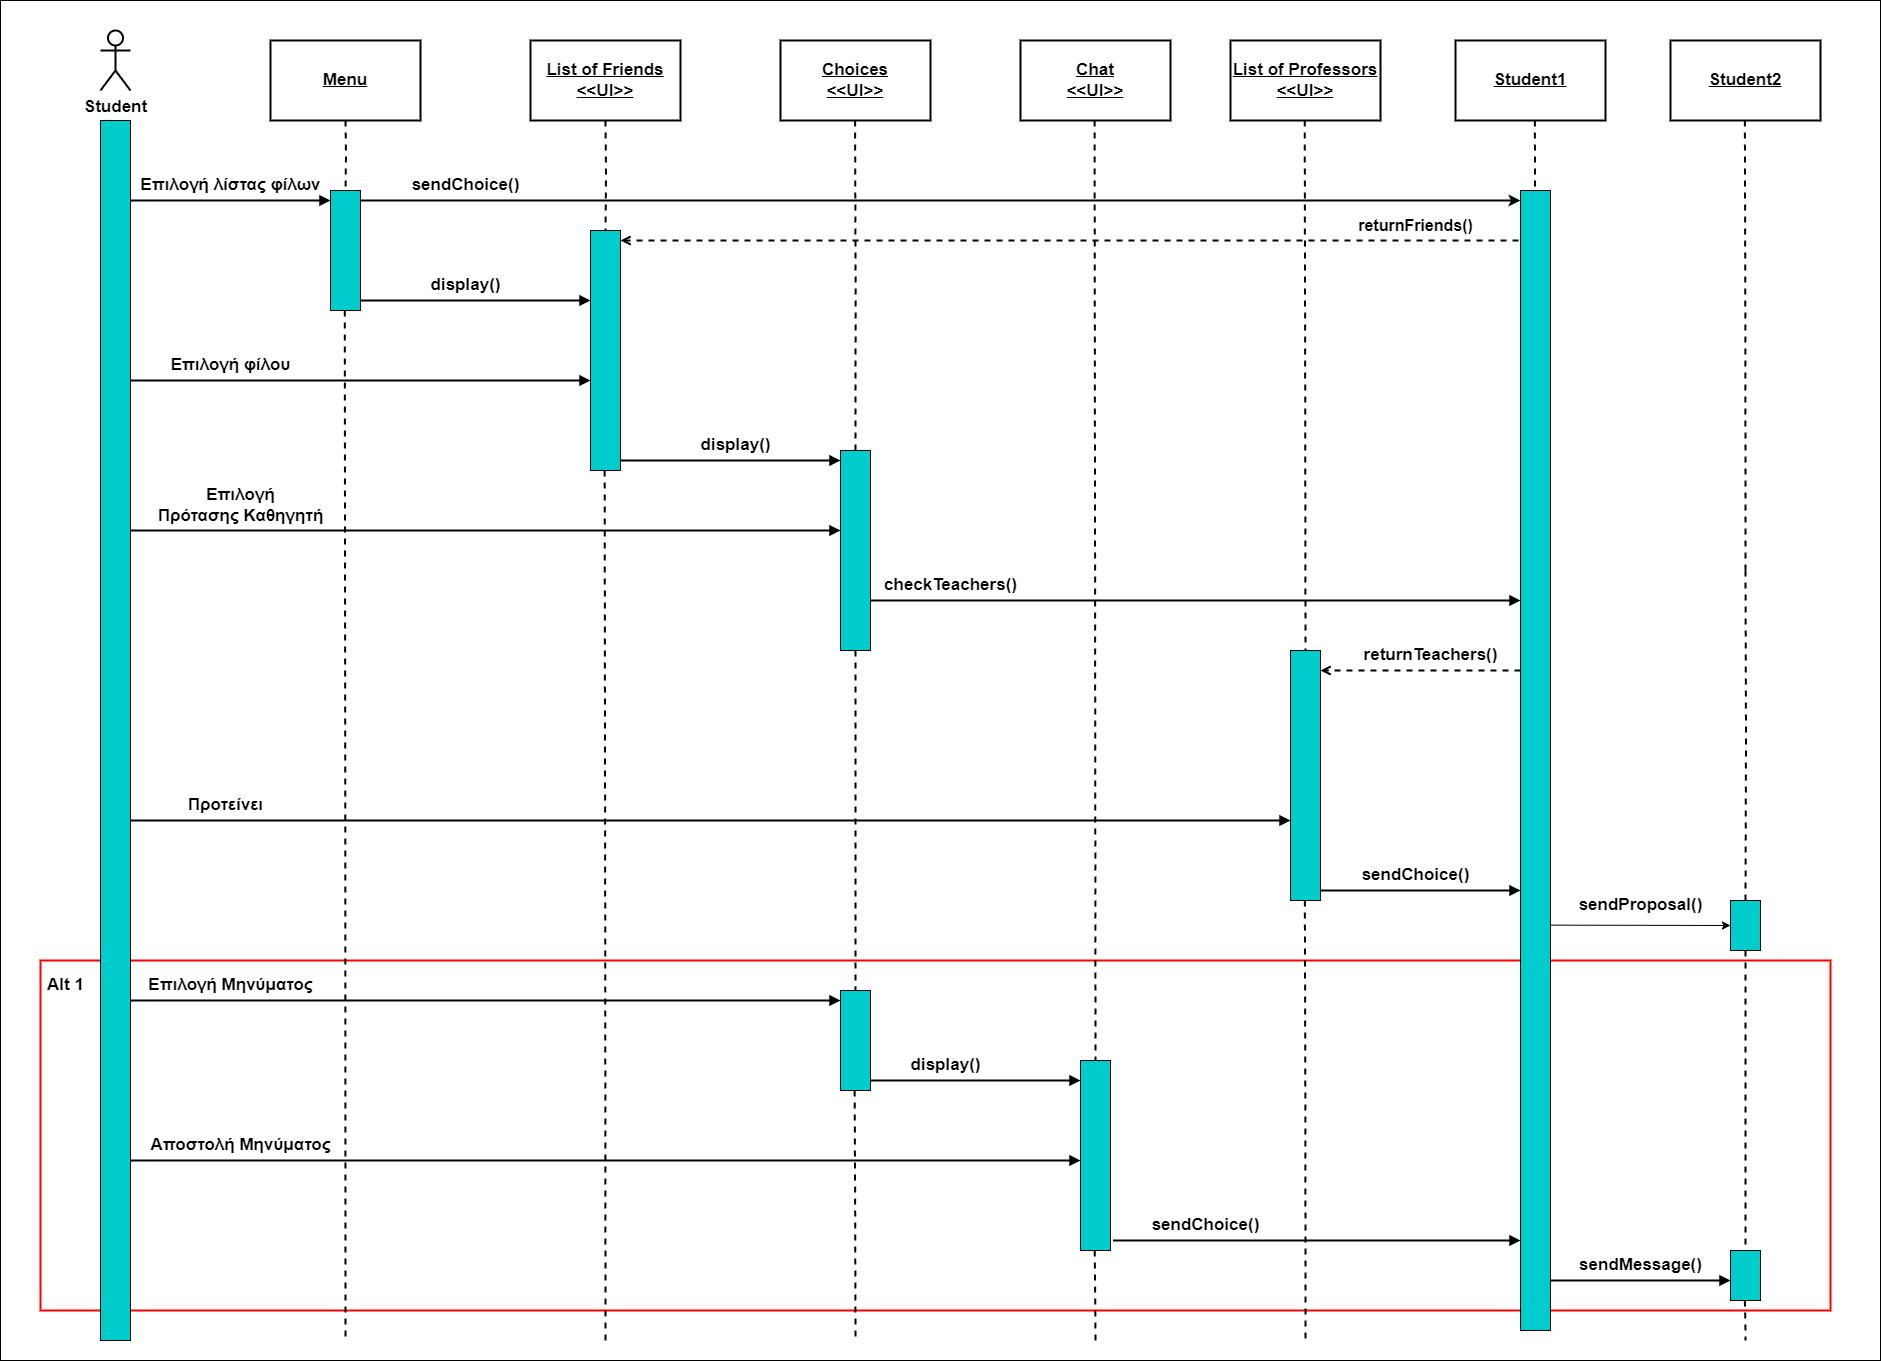 Student
Menu
List of Friends
<<UI>>
Choices
<<UI>>
Chat
<<UI>>
List of Professors
<<UI>>
Student1
Student2
Επιλογή λίστας φίλων
sendChoice()
returnFriends()
display()
Επιλογή φίλου
display()
Επιλογή
Πρότασης Καθηγητή
checkTeachers()
returnTeachers()
Προτείνει
sendChoice()
sendProposal()
Alt 1
Επιλογή Μηνύματος
display()
Αποστολή Μηνύματος
sendChoice()
sendMessage()